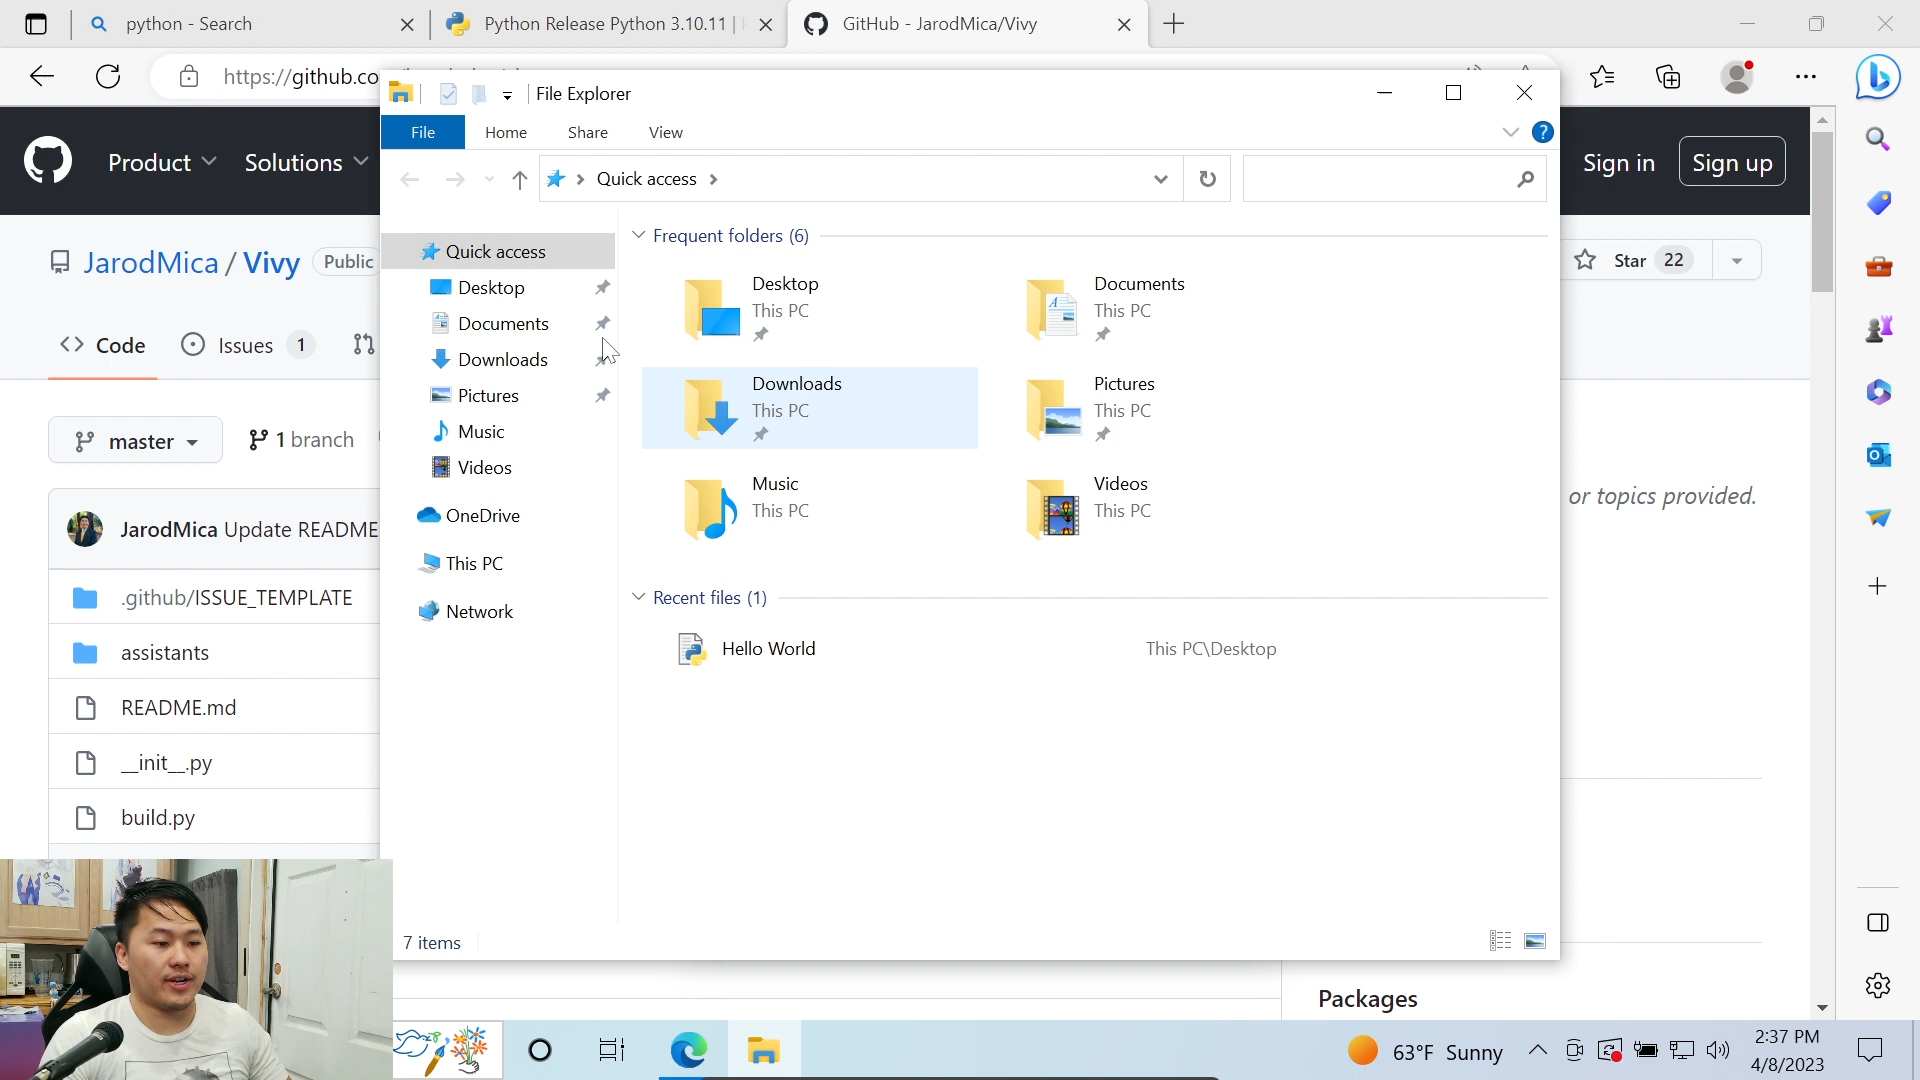 python - Search
Python Release Python 3.10.11 |
GitHub - JarodMica/Vivy
https://github.co
File Explorer
File
Home
Share
View
Product
Solutions
Sign in
Sign up
Quick access
JarodMica / Vivy
Public
Star 22
Code
Issues 1
master
1 branch
JarodMica Update README
.github/ISSUE_TEMPLATE
assistants
README.md
__init__.py
build.py
Quick access
Desktop
Documents
Downloads
Pictures
Music
Videos
OneDrive
This PC
Network
Frequent folders (6)
Desktop
This PC
Documents
This PC
Downloads
This PC
Pictures
This PC
Music
This PC
Videos
This PC
Recent files (1)
Hello World
This PC\Desktop
7 items
or topics provided.
Packages
63°F Sunny
2:37 PM
4/8/2023